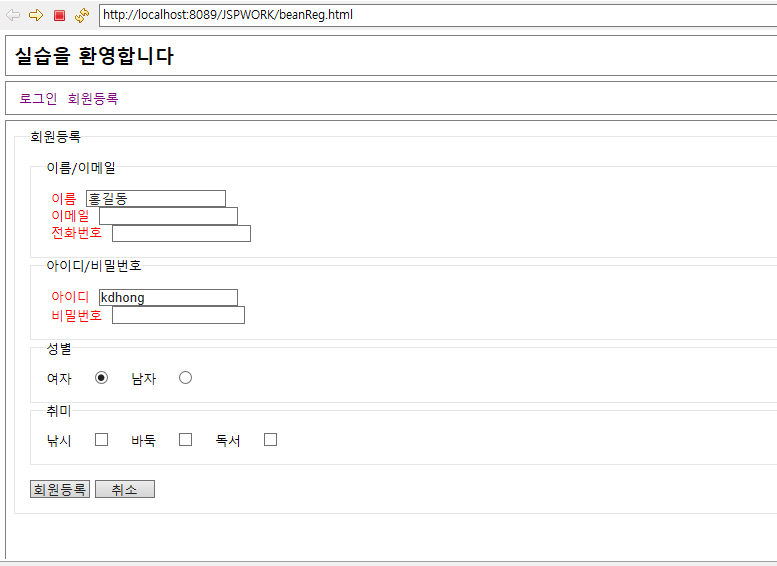 http://localhost:8089/JSPWORK/beanReg.html
실습을 환영합니다
로그인 회원등록
회원등록
이름/이메일
이름 홍길동
이메일
전화번호
아이디/비밀번호
아이디 kdhong
비밀번호
성별
여자 남자
취미
낚시 바둑 독서
회원등록 취소